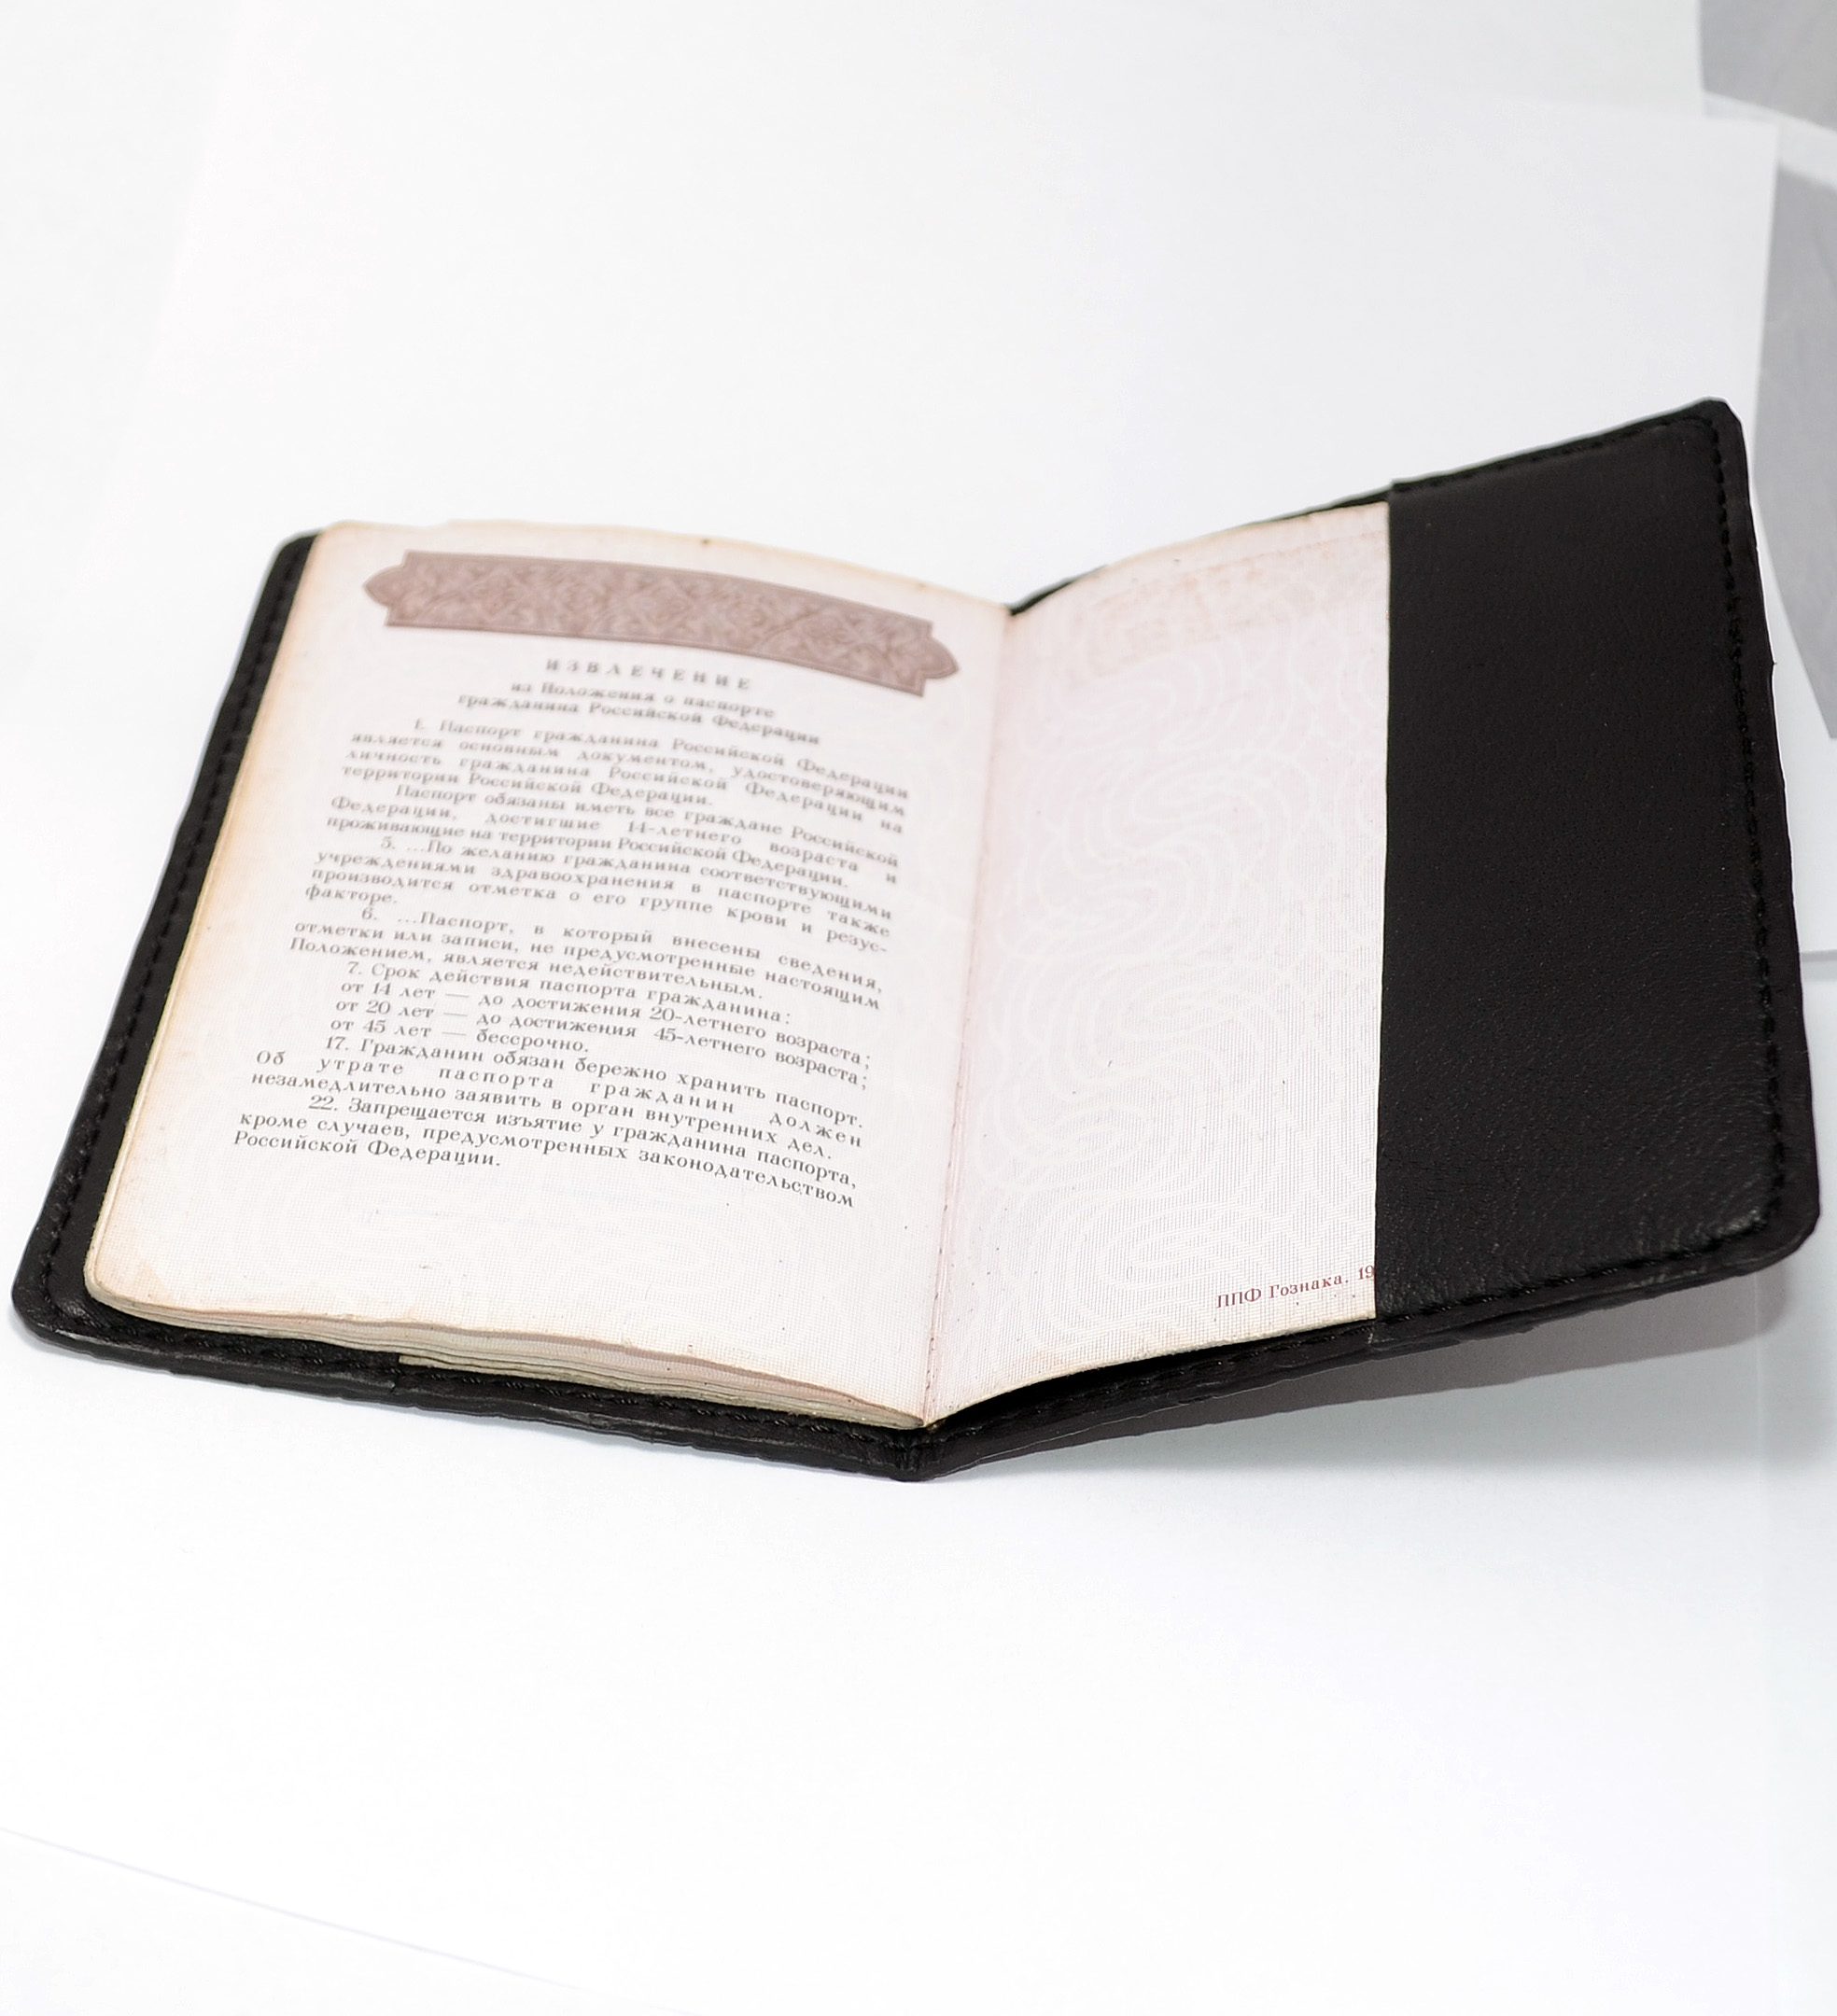 ИЗВЛЕЧЕНИЕ
из Положения о паспорте
гражданина Российской Федерации
1. Паспорт гражданина Российской Федерации
является основным документом, удостоверяющим
личность гражданина Российской Федерации на
территории Российской Федерации.
Паспорт обязаны иметь все граждане Российской
Федерации, достигшие 14-летнего возраста и
проживающие на территории Российской Федерации.
5. ...По желанию гражданина соответствующими
учреждениями здравоохранения в паспорте также
производится отметка о его группе крови и резус-
факторе.
6. ...Паспорт, в который внесены сведения,
отметки или записи, не предусмотренные настоящим
Положением, является недействительным.
7. Срок действия паспорта гражданина:
от 14 лет — до достижения 20-летнего возраста;
от 20 лет — до достижения 45-летнего возраста;
от 45 лет — бессрочно.
17. Гражданин обязан бережно хранить паспорт.
Об утрате паспорта гражданин должен
незамедлительно заявить в орган внутренних дел.
22. Запрещается изъятие у гражданина паспорта,
кроме случаев, предусмотренных законодательством
Российской Федерации.
ППФ Гознака. 19